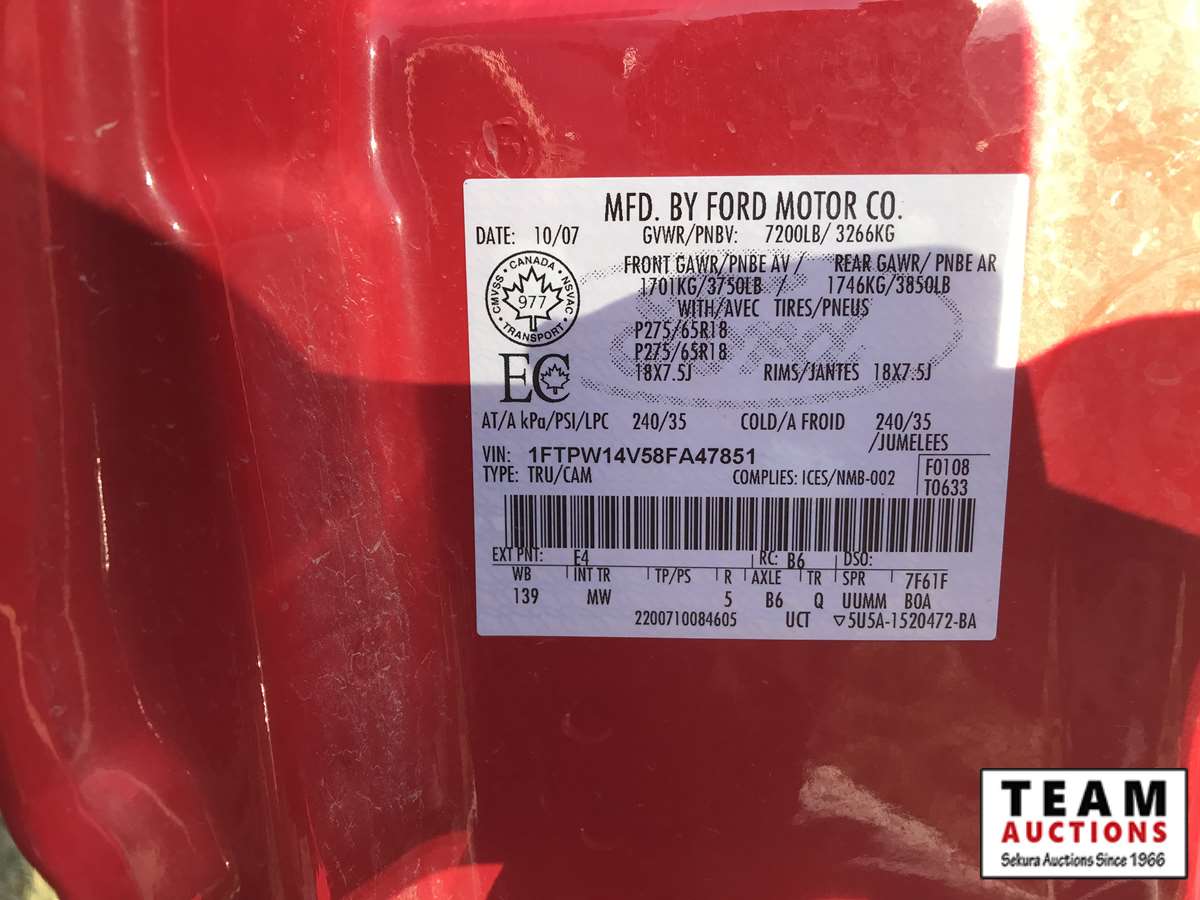 MFD. BY FORD MOTOR CO.
DATE: 10/07 GVWR/PNBV: 7200LB/ 3266KG
FRONT GAWR/PNBE AV / REAR GAWR/ PNBE AR
1701KG/3750LB / 1746KG/3850LB
WITH/AVEC TIRES/PNEUS
CMVSS · CANADA · NSVAC · TRANSPORT ·
977
P275/65R18
P275/65R18
EC
18X7.5J RIMS/JANTES 18X7.5J
AT/A kPa/PSI/LPC 240/35 COLD/A FROID 240/35
/JUMELEES
VIN: 1FTPW14V58FA47851
TYPE: TRU/CAM COMPLIES: ICES/NMB-002
F0108
T0633
EXT PNT: E4 RC: B6 DSO:
WB INT TR TP/PS R AXLE TR SPR 7F61F
139 MW 5 B6 Q UUMM BOA
2200710084605 UCT ▽5U5A-1520472-BA
TEAM
AUCTIONS
Sekura Auctions Since 1966